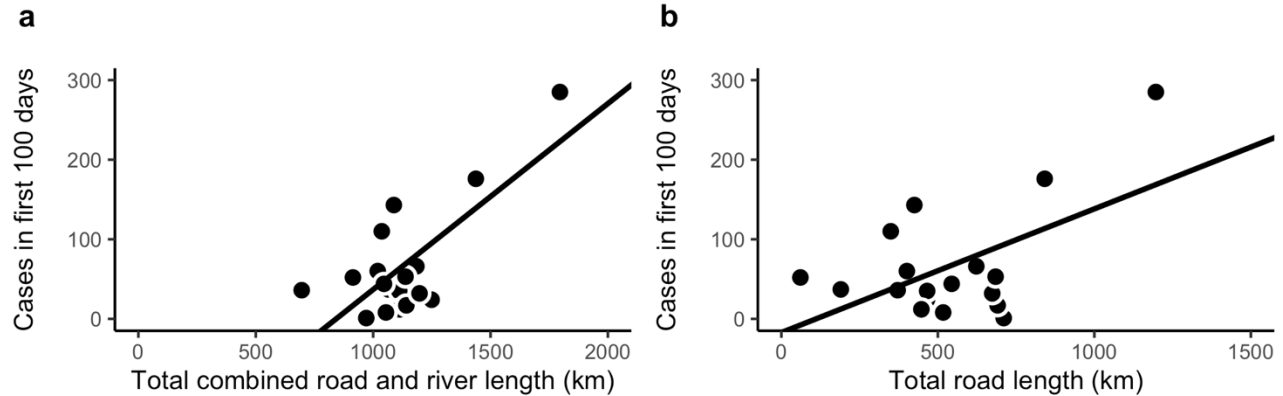 a
Cases in first 100 days
300
200
100
0
0 500 1000 1500 2000
Total combined road and river length (km)
b
Cases in first 100 days
300
200
100
0
0 500 1000 1500
Total road length (km)